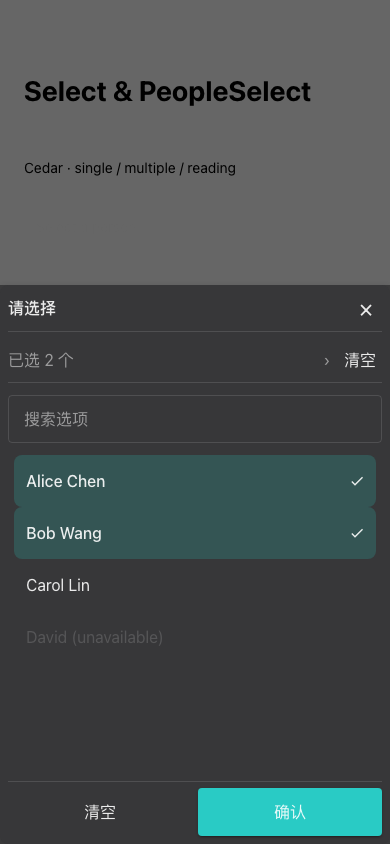 Select & PeopleSelect
Cedar · single / multiple / reading
请选择
已选 2 个 › 清空
搜索选项
Alice Chen
Bob Wang
Carol Lin
David (unavailable)
清空 确认